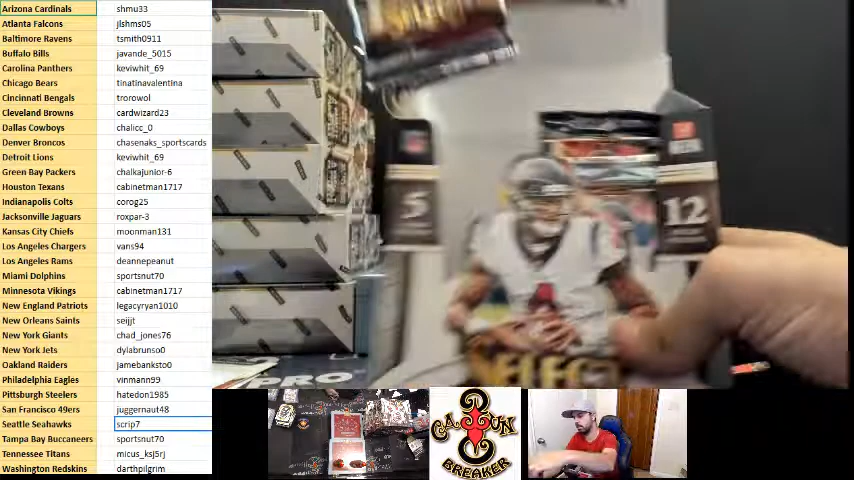 Arizona Cardinals shmu33
Atlanta Falcons jlshms05
Baltimore Ravens tsmith0911
Buffalo Bills javande_5015
Carolina Panthers keviwhit_69
Chicago Bears tinatinavalentina
Cincinnati Bengals trorowol
Cleveland Browns cardwizard23
Dallas Cowboys chalicc_0
Denver Broncos chasenaks_sportscards
Detroit Lions keviwhit_69
Green Bay Packers chalkajunior-6
Houston Texans cabinetman1717
Indianapolis Colts corog25
Jacksonville Jaguars roxpar-3
Kansas City Chiefs moonman131
Los Angeles Chargers vans94
Los Angeles Rams deannepeanut
Miami Dolphins sportsnut70
Minnesota Vikings cabinetman1717
New England Patriots legacyryan1010
New Orleans Saints seijjt
New York Giants chad_jones76
New York Jets dylabrunso0
Oakland Raiders jamebanksto0
Philadelphia Eagles vinmann99
Pittsburgh Steelers hatedon1985
San Francisco 49ers juggernaut48
Seattle Seahawks scrip7
Tampa Bay Buccaneers sportsnut70
Tennessee Titans micus_ksj5rj
Washington Redskins darthpilgrim
5
12
SELECT
PRO
CAJUN
BREAKER